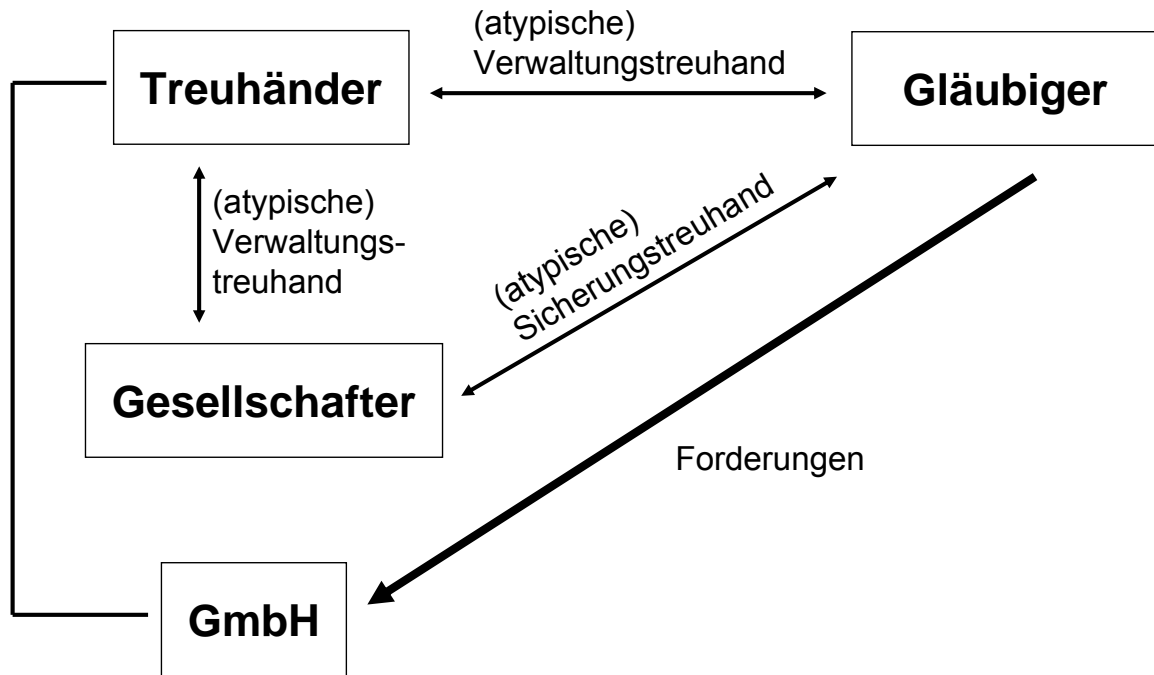 (atypische)
Verwaltungstreuhand
Treuhänder
Gläubiger
(atypische)
Verwaltungs-
treuhand
(atypische)
Sicherungstreuhand
Gesellschafter
Forderungen
GmbH